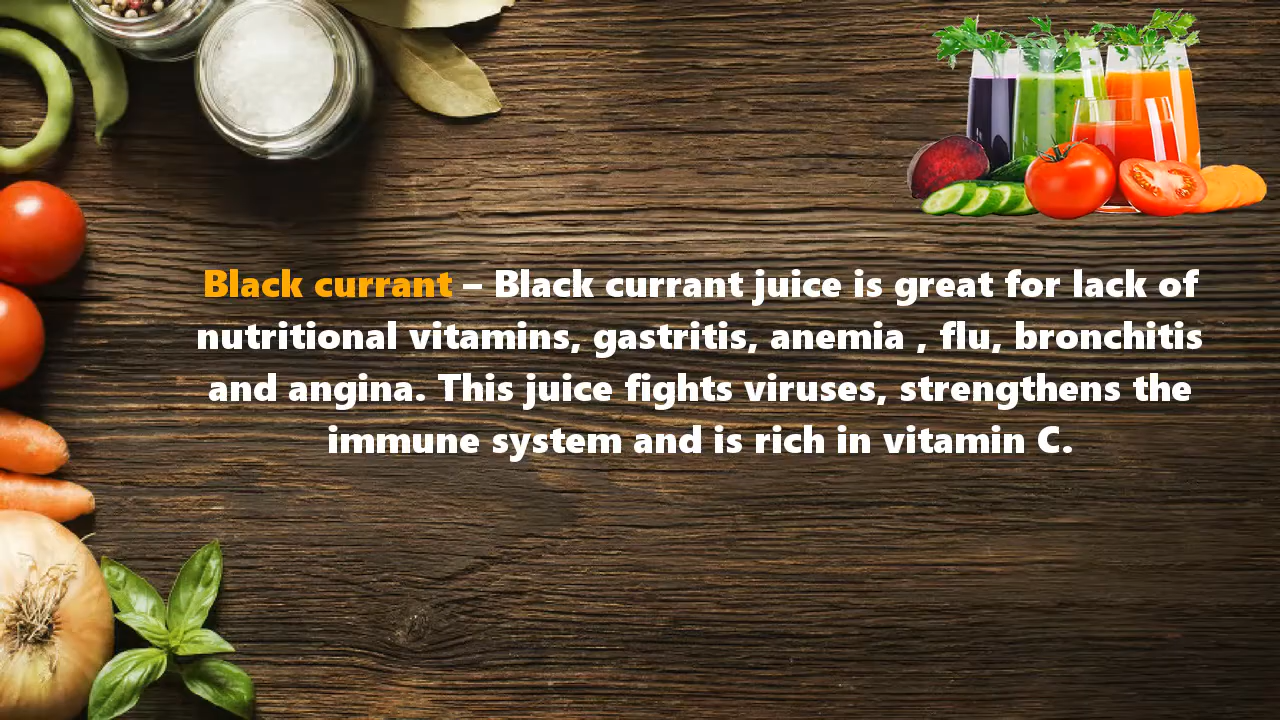 Black currant – Black currant juice is great for lack of
nutritional vitamins, gastritis, anemia , flu, bronchitis
and angina. This juice fights viruses, strengthens the
immune system and is rich in vitamin C.